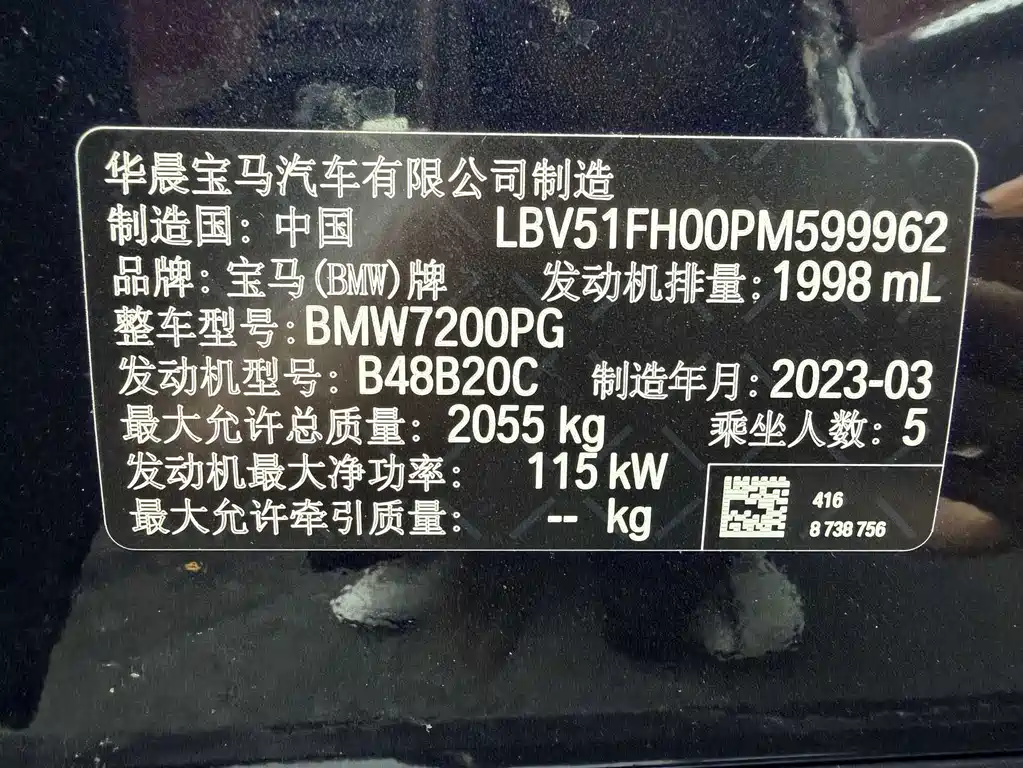 华晨宝马汽车有限公司制造
制造国：中国 LBV51FH00PM599962
品牌：宝马(BMW)牌 发动机排量：1998 mL
整车型号：BMW7200PG
发动机型号：B48B20C 制造年月：2023-03
最大允许总质量：2055 kg 乘坐人数：5
发动机最大净功率：115 kW
最大允许牵引质量：-- kg
416
8 738 756